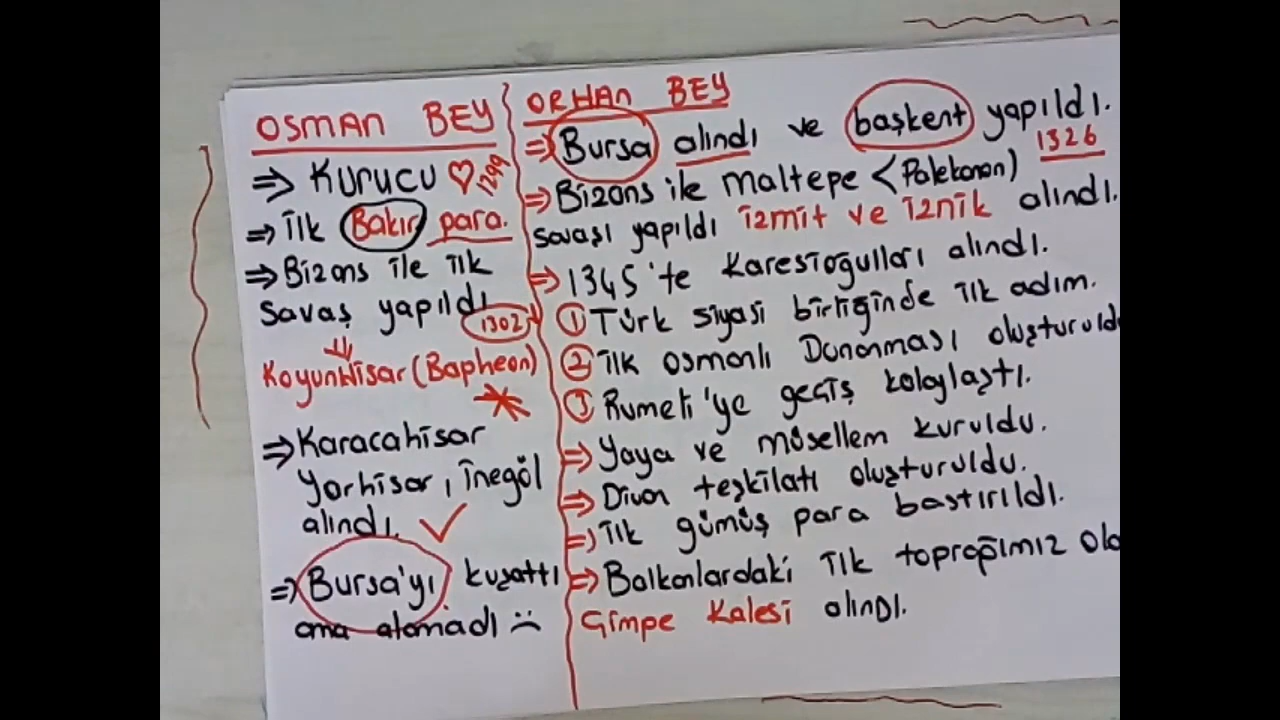 OSMAN BEY
⇒ Kurucu ♡ 1299
⇒ İlk Bakır para.
⇒ Bizans ile ilk
savaş yapıldı 1302
KoyunHisar (Bapheon)
⇒ Karacahisar
Yarhisar, İnegöl
alındı. ✓
⇒ Bursa'yı kuşattı
ama alamadı :(
ORHAN BEY
⇒ Bursa alındı ve başkent yapıldı.
1326
⇒ Bizans ile Maltepe (Palekanon)
savaşı yapıldı İzmit ve İznik alındı.
⇒ 1345'te Karesioğulları alındı.
① Türk siyasi birliğinde ilk adım.
② İlk Osmanlı Donanması oluşturuld
③ Rumeli'ye geçiş kolaylaştı.
⇒ Yaya ve müsellem kuruldu.
⇒ Divan teşkilatı oluşturuldu.
⇒ İlk gümüş para bastırıldı.
⇒ Balkanlardaki ilk toprağımız ola
Çimpe Kalesi alındı.